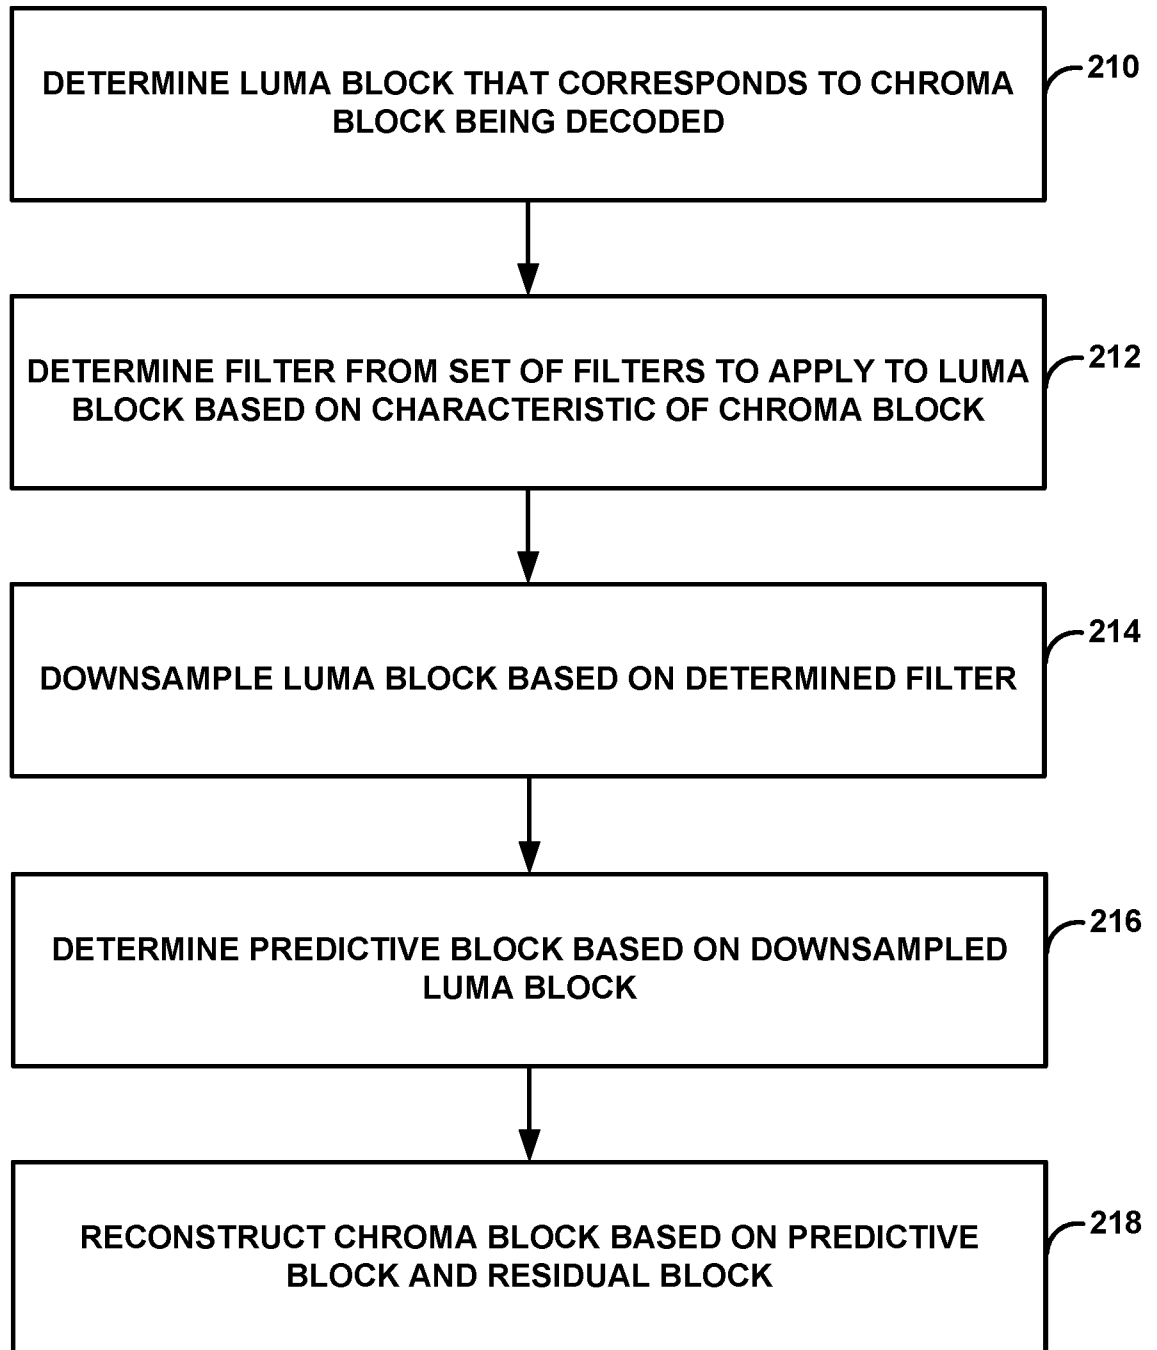 DETERMINE LUMA BLOCK THAT CORRESPONDS TO CHROMA
BLOCK BEING DECODED
210
DETERMINE FILTER FROM SET OF FILTERS TO APPLY TO LUMA
BLOCK BASED ON CHARACTERISTIC OF CHROMA BLOCK
212
DOWNSAMPLE LUMA BLOCK BASED ON DETERMINED FILTER
214
DETERMINE PREDICTIVE BLOCK BASED ON DOWNSAMPLED
LUMA BLOCK
216
RECONSTRUCT CHROMA BLOCK BASED ON PREDICTIVE
BLOCK AND RESIDUAL BLOCK
218